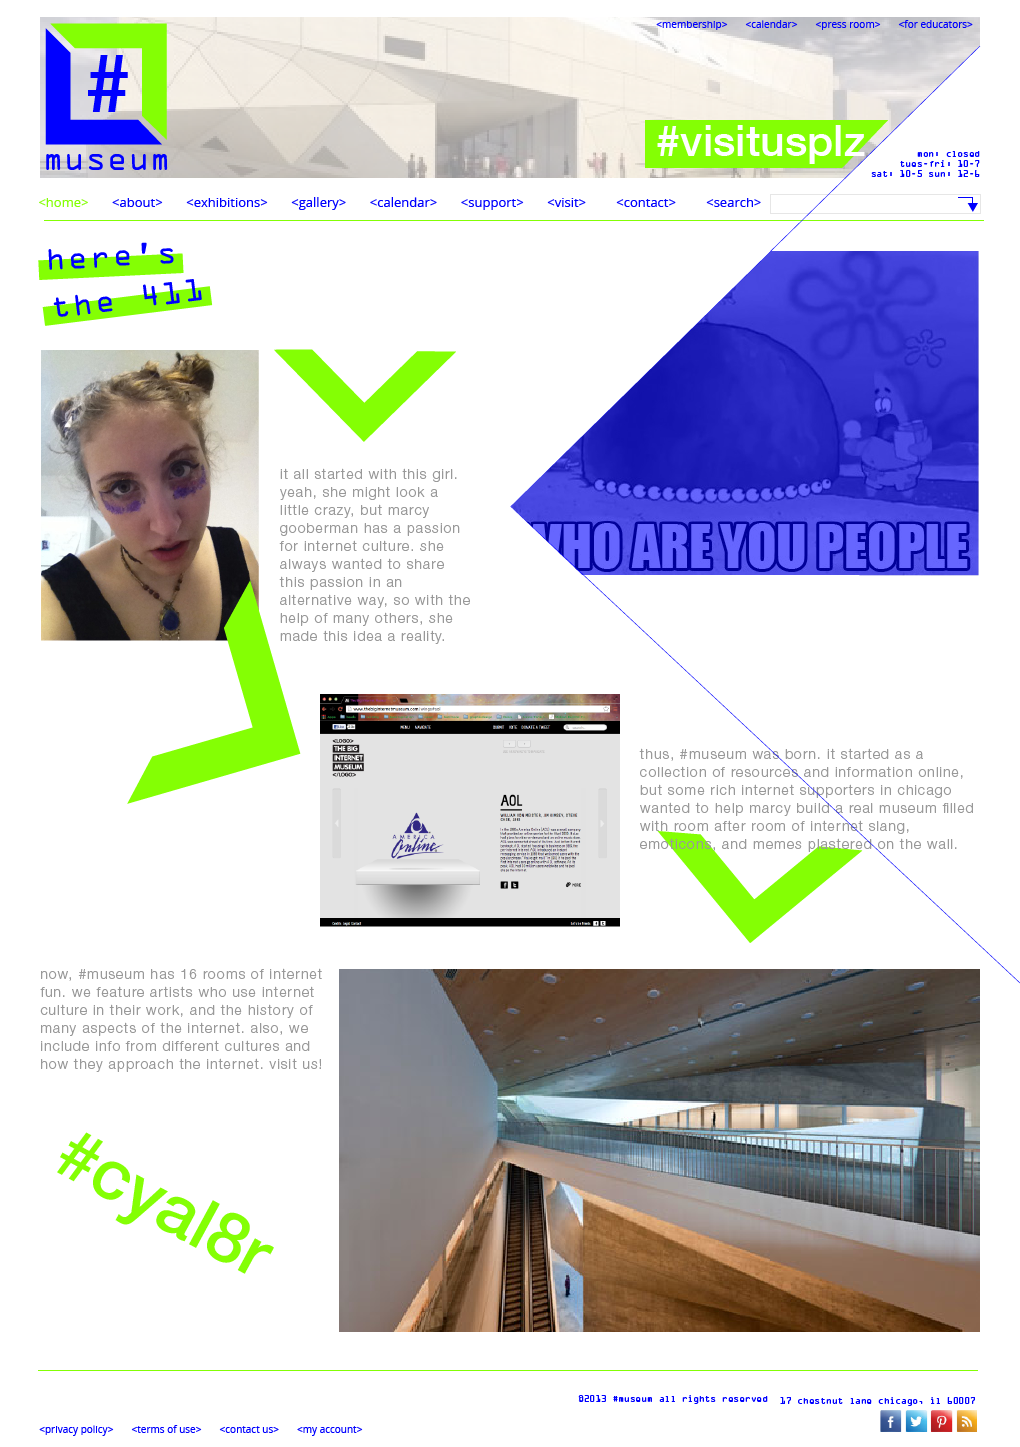 <membership> <calendar> <press room> <for educators>
#
museum
#visitusplz
mon: closed
tues-fri: 10-7
sat: 10-5 sun: 12-6
<home> <about> <exhibitions> <gallery> <calendar> <support> <visit> <contact> <search>
here's
the 411
WHO ARE YOU PEOPLE
it all started with this girl.
yeah, she might look a
little crazy, but marcy
gooberman has a passion
for internet culture. she
always wanted to share
this passion in an
alternative way, so with the
help of many others, she
made this idea a reality.
<LOGO>
THE BIG
INTERNET
MUSEUM
</LOGO>
AOL
AMERICA
Online
MORE
thus, #museum was born. it started as a
collection of resources and information online,
but some rich internet supporters in chicago
wanted to help marcy build a real museum filled
with room after room of internet slang,
emoticons, and memes plastered on the wall.
now, #museum has 16 rooms of internet
fun. we feature artists who use internet
culture in their work, and the history of
many aspects of the internet. also, we
include info from different cultures and
how they approach the internet. visit us!
#cyal8r
©2013 #museum all rights reserved 17 chestnut lane chicago, il 60007
<privacy policy> <terms of use> <contact us> <my account>